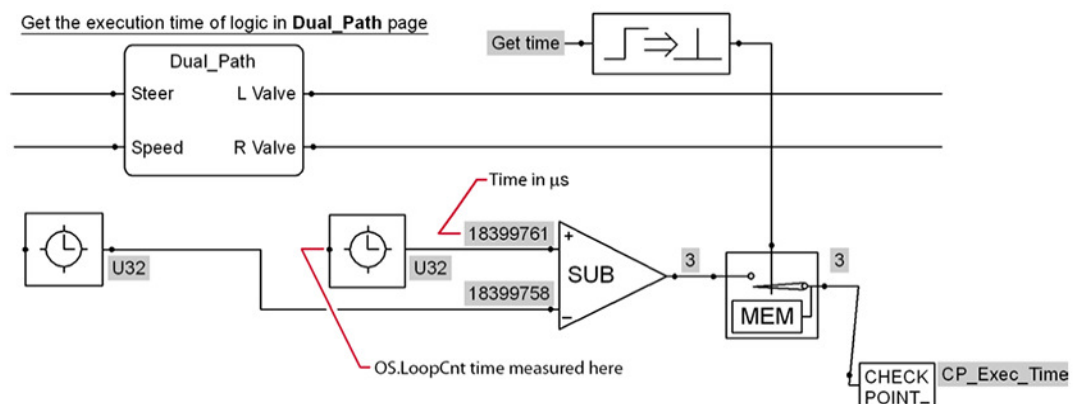 Get the execution time of logic in Dual_Path page
Get time
Dual_Path
Steer
L Valve
Speed
R Valve
Time in μs
U32
U32
18399761
18399758
+
SUB
−
3
3
MEM
OS.LoopCnt time measured here
CHECK
POINT_
CP_Exec_Time